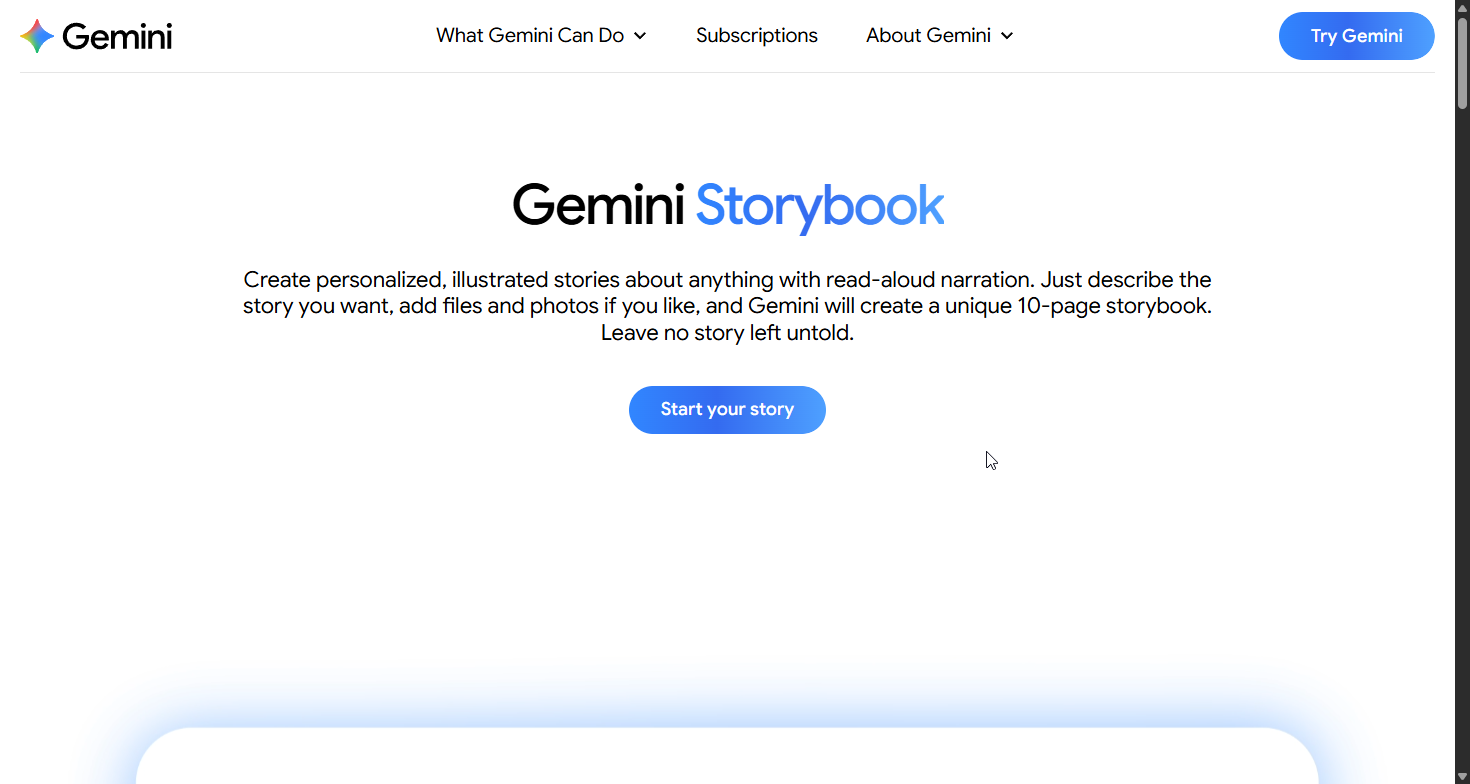 Gemini
What Gemini Can Do
Subscriptions
About Gemini
Try Gemini
Gemini Storybook
Create personalized, illustrated stories about anything with read-aloud narration. Just describe the
story you want, add files and photos if you like, and Gemini will create a unique 10-page storybook.
Leave no story left untold.
Start your story